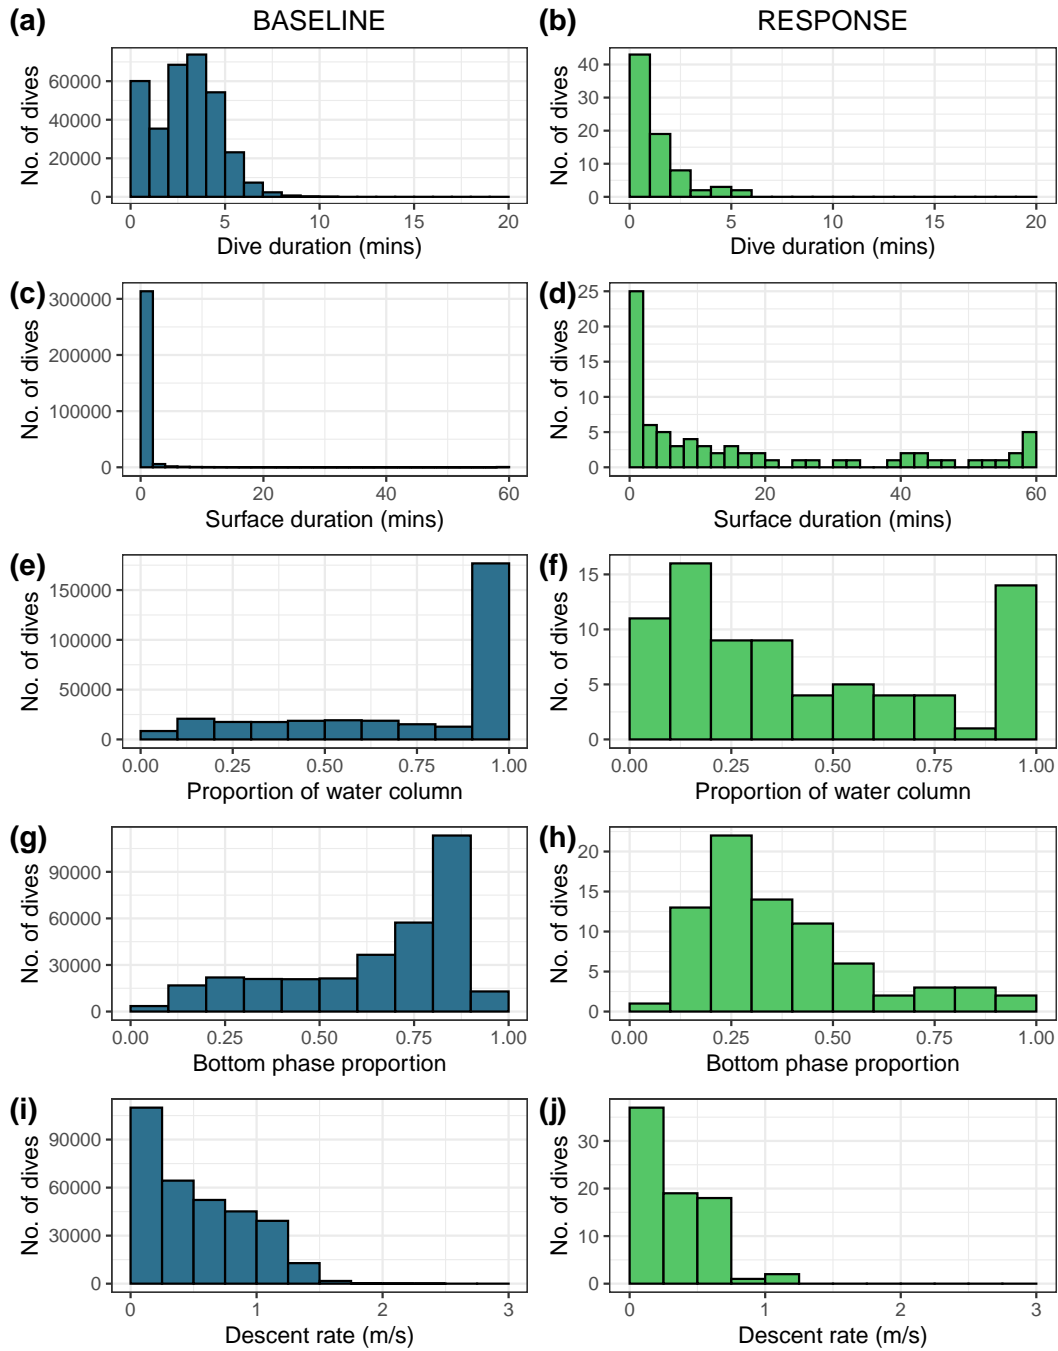 (a) BASELINE (b) RESPONSE
No. of dives
60000
40000
20000
0
0 5 10 15 20
Dive duration (mins)
No. of dives
40
30
20
10
0
0 5 10 15 20
Dive duration (mins)
(c)
No. of dives
300000
200000
100000
0
0 20 40 60
Surface duration (mins)
(d)
No. of dives
25
20
15
10
5
0
0 20 40 60
Surface duration (mins)
(e)
No. of dives
150000
100000
50000
0
0.00 0.25 0.50 0.75 1.00
Proportion of water column
(f)
No. of dives
15
10
5
0
0.00 0.25 0.50 0.75 1.00
Proportion of water column
(g)
No. of dives
90000
60000
30000
0
0.00 0.25 0.50 0.75 1.00
Bottom phase proportion
(h)
No. of dives
20
15
10
5
0
0.00 0.25 0.50 0.75 1.00
Bottom phase proportion
(i)
No. of dives
90000
60000
30000
0
0 1 2 3
Descent rate (m/s)
(j)
No. of dives
30
20
10
0
0 1 2 3
Descent rate (m/s)